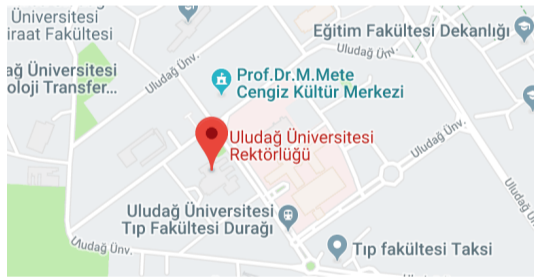 Üniversitesi
iraat Fakültesi
Eğitim Fakültesi Dekanlığı
Uludağ Ünv.
ağ Üniversitesi
oloji Transfer...
Uludağ Ünv.
Prof.Dr.M.Mete
Cengiz Kültür Merkezi
Uludağ Üniversitesi
Rektörlüğü
Uludağ Ünv.
Uludağ Ünv.
Uludağ Üniversitesi
Tıp Fakültesi Durağı
Uludağ Ünv.
Tıp fakültesi Taksi